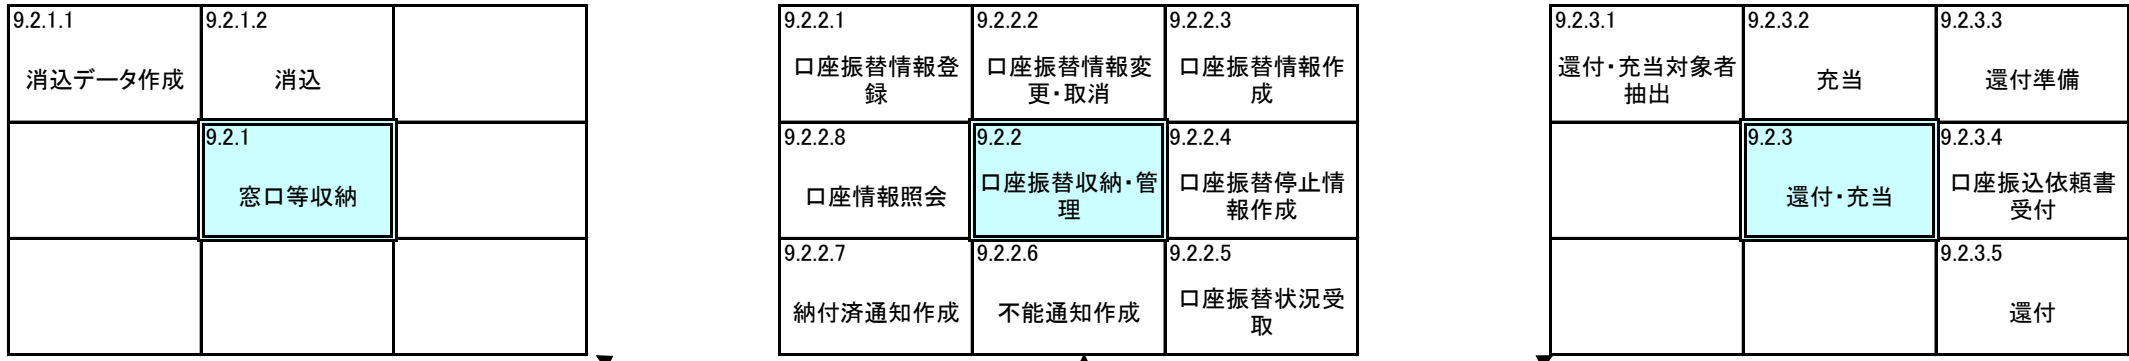 9.2.1.1
消込データ作成
9.2.1.2
消込
9.2.1
窓口等収納
9.2.2.1
口座振替情報登
録
9.2.2.2
口座振替情報変
更・取消
9.2.2.3
口座振替情報作
成
9.2.2.8
口座情報照会
9.2.2
口座振替収納・管
理
9.2.2.4
口座振替停止情
報作成
9.2.2.7
納付済通知作成
9.2.2.6
不能通知作成
9.2.2.5
口座振替状況受
取
9.2.3.1
還付・充当対象者
抽出
9.2.3.2
充当
9.2.3.3
還付準備
9.2.3
還付・充当
9.2.3.4
口座振込依頼書
受付
9.2.3.5
還付